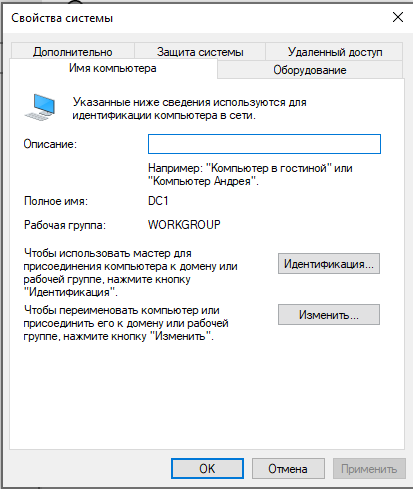 Свойства системы
Дополнительно Защита системы Удаленный доступ
Имя компьютера Оборудование
Указанные ниже сведения используются для
идентификации компьютера в сети.
Описание:
Например: "Компьютер в гостиной" или
"Компьютер Андрея".
Полное имя: DC1
Рабочая группа: WORKGROUP
Чтобы использовать мастер для
присоединения компьютера к домену или
рабочей группе, нажмите кнопку
"Идентификация".
Идентификация...
Чтобы переименовать компьютер или
присоединить его к домену или рабочей
группе, нажмите кнопку "Изменить".
Изменить...
OK Отмена Применить